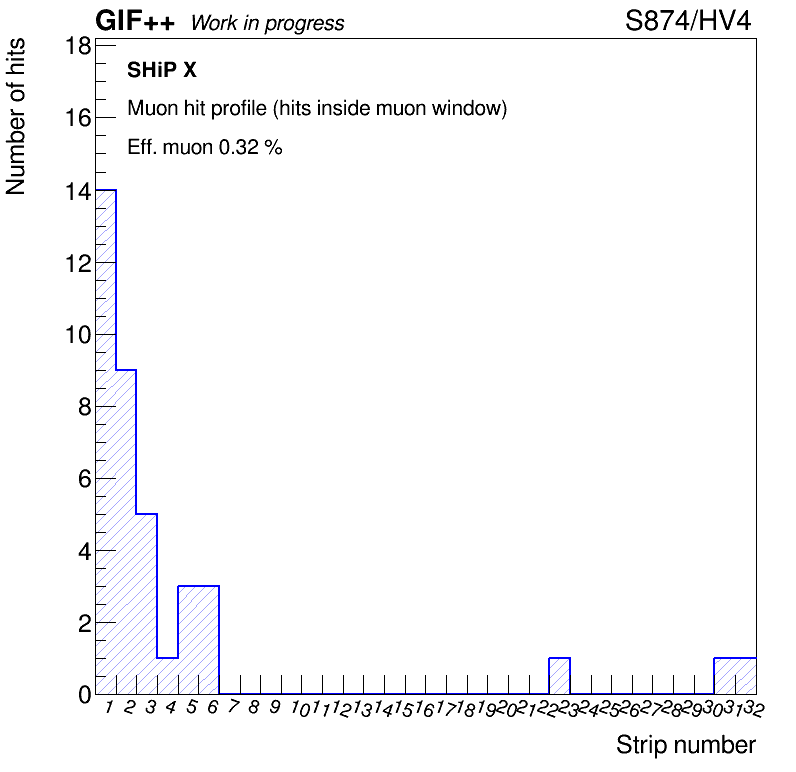 GIF++ Work in progress S874/HV4
Number of hits
SHiP X
Muon hit profile (hits inside muon window)
Eff. muon 0.32 %
18
16
14
12
10
8
6
4
2
0
1 2 3 4 5 6 7 8 9 10 11 12 13 14 15 16 17 18 19 20 21 22 23 24 25 26 27 28 29 30 31 32
Strip number